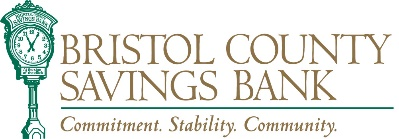 BRISTOL COUNTY
SAVINGS BANK
Commitment. Stability. Community.